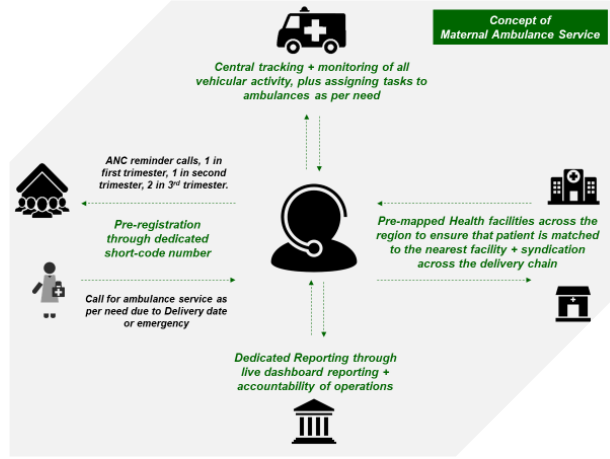 Concept of
Maternal Ambulance Service
Central tracking + monitoring of all
vehicular activity, plus assigning tasks to
ambulances as per need
ANC reminder calls, 1 in
first trimester, 1 in second
trimester, 2 in 3rd trimester.
Pre-registration
through dedicated
short-code number
Call for ambulance service as
per need due to Delivery date
or emergency
Pre-mapped Health facilities across the
region to ensure that patient is matched
to the nearest facility + syndication
across the delivery chain
Dedicated Reporting through
live dashboard reporting +
accountability of operations